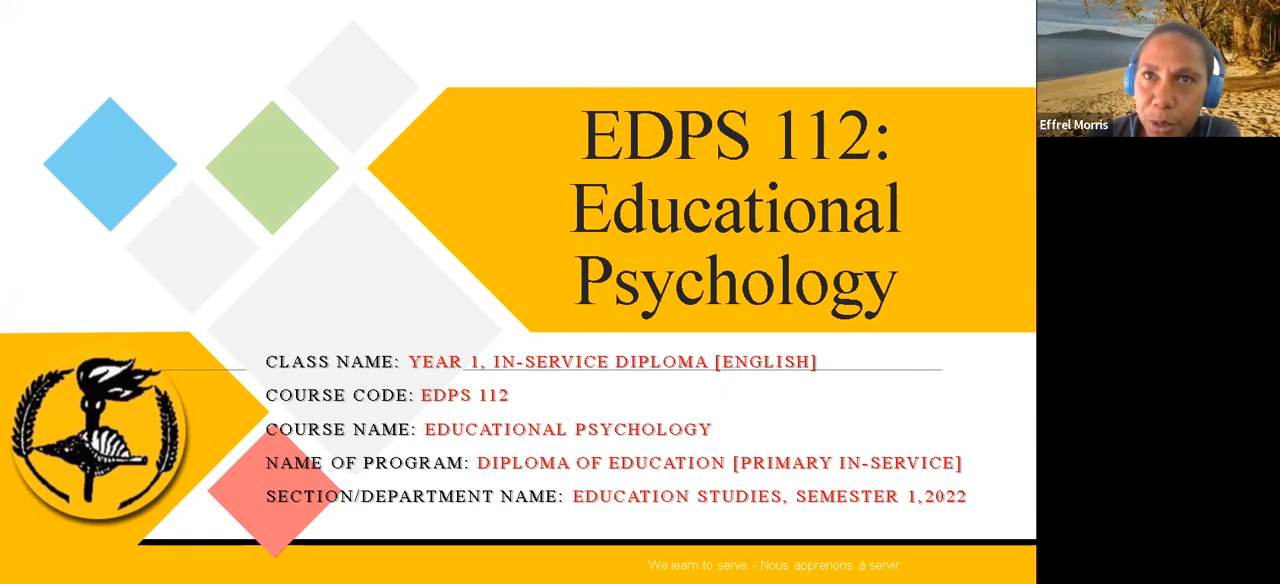 EDPS 112:
Educational
Psychology
Effrel Morris
CLASS NAME: YEAR 1, IN-SERVICE DIPLOMA [ENGLISH]
COURSE CODE: EDPS 112
COURSE NAME: EDUCATIONAL PSYCHOLOGY
NAME OF PROGRAM: DIPLOMA OF EDUCATION [PRIMARY IN-SERVICE]
SECTION/DEPARTMENT NAME: EDUCATION STUDIES, SEMESTER 1,2022
We learn to serve - Nous apprenons à servir